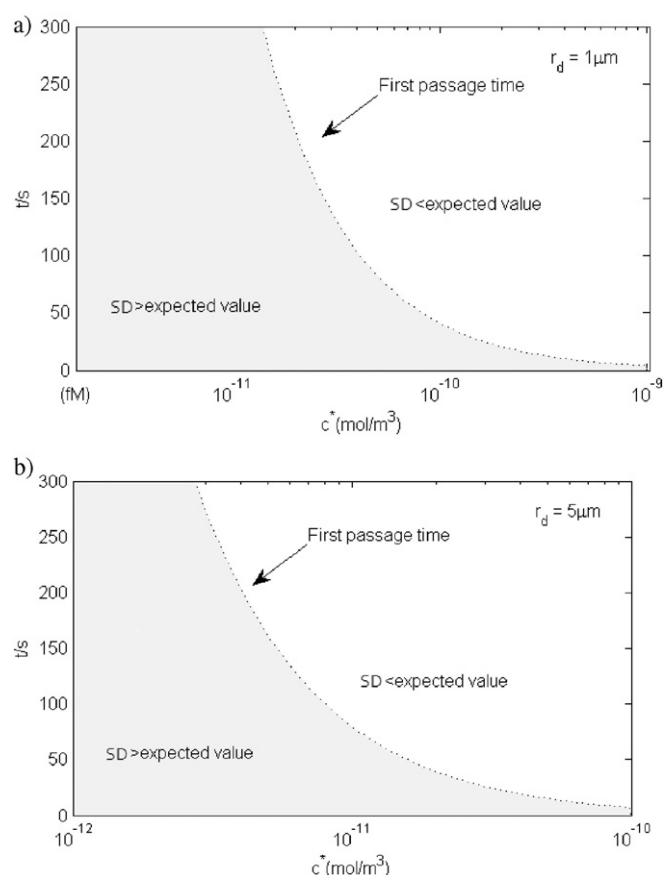 a)
300
250
200
150
100
50
0
t/s
r_d = 1μm
First passage time
SD<expected value
SD>expected value
(fM)
10^-11
10^-10
10^-9
c*(mol/m^3)
b)
300
250
200
150
100
50
0
t/s
r_d = 5μm
First passage time
SD<expected value
SD>expected value
10^-12
10^-11
10^-10
c*(mol/m^3)